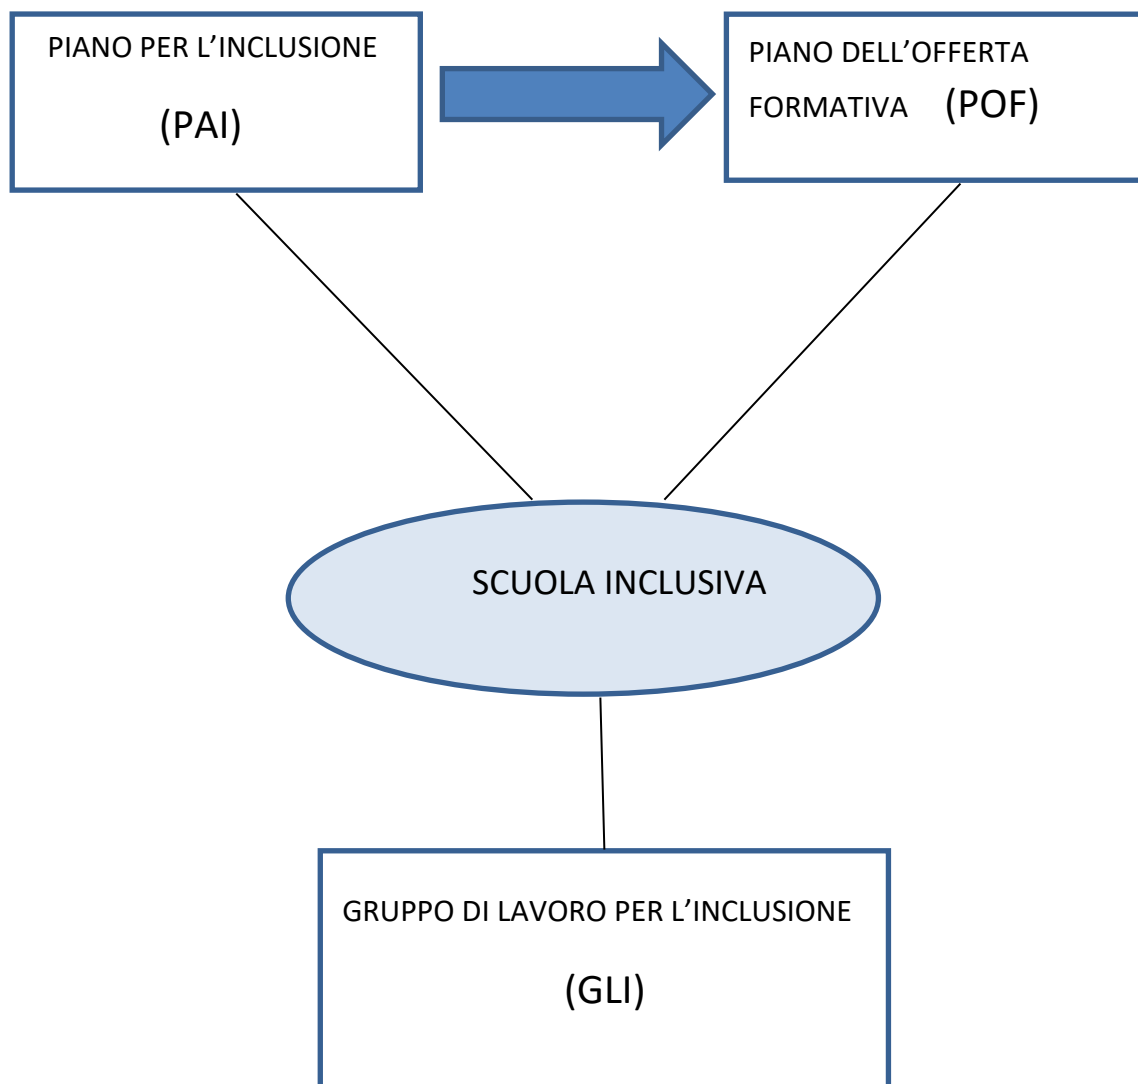 PIANO PER L’INCLUSIONE
(PAI)
PIANO DELL’OFFERTA
FORMATIVA (POF)
SCUOLA INCLUSIVA
GRUPPO DI LAVORO PER L’INCLUSIONE
(GLI)